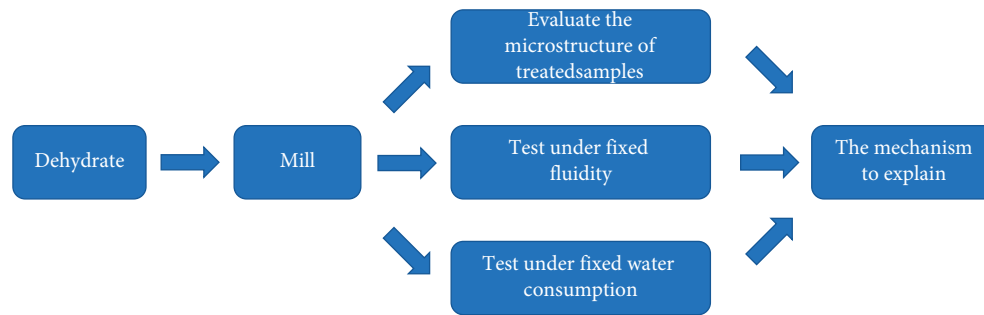 Dehydrate
Mill
Evaluate the
microstructure of
treatedsamples
Test under fixed
fluidity
Test under fixed water
consumption
The mechanism
to explain